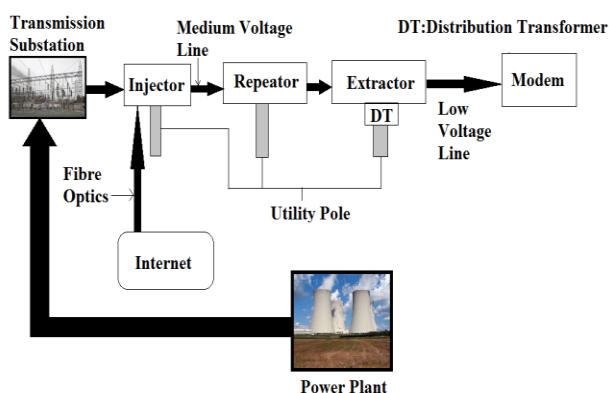 Transmission
Substation
Medium Voltage
Line
DT:Distribution Transformer
Injector
Repeator
Extractor
Modem
DT
Low
Voltage
Line
Fibre
Optics
Utility Pole
Internet
Power Plant